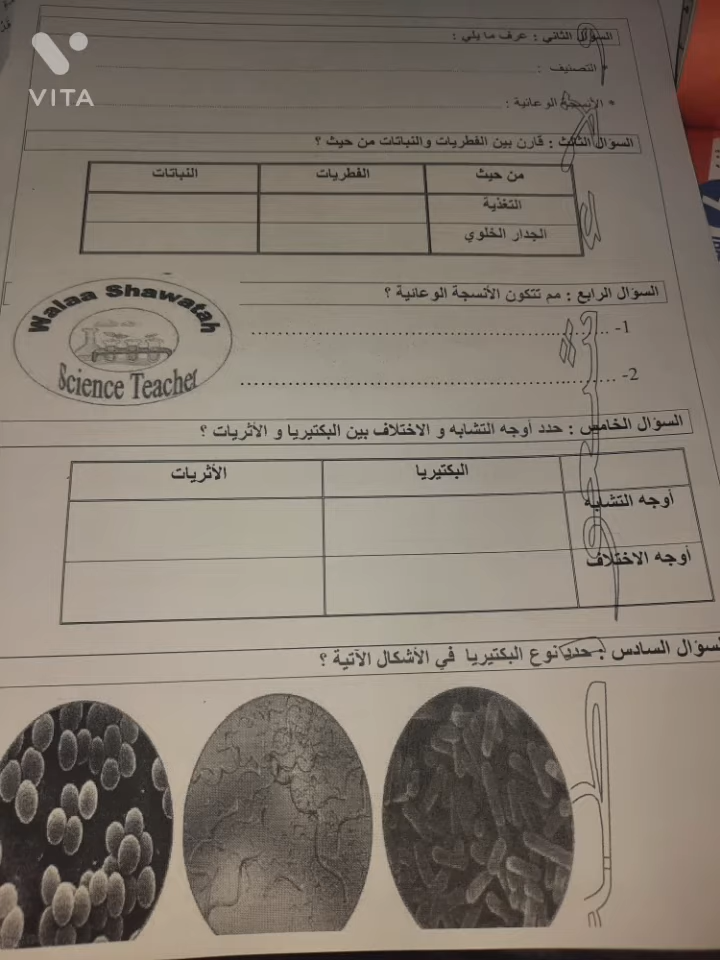 VITA
السؤال الثاني : عرف ما يلي :
• التصنيف :
• الأنسجة الوعائية :
السؤال الثالث : قارن بين الفطريات والنباتات من حيث ؟
من حيث الفطريات النباتات
التغذية
الجدار الخلوي
السؤال الرابع : مم تتكون الأنسجة الوعائية ؟
1-
2-
Walaa Shawatah
Science Teacher
السؤال الخامس : حدد أوجه التشابه و الاختلاف بين البكتيريا و الأثريات ؟
البكتيريا الأثريات
أوجه التشابه
أوجه الاختلاف
السؤال السادس : حدد نوع البكتيريا في الأشكال الآتية ؟